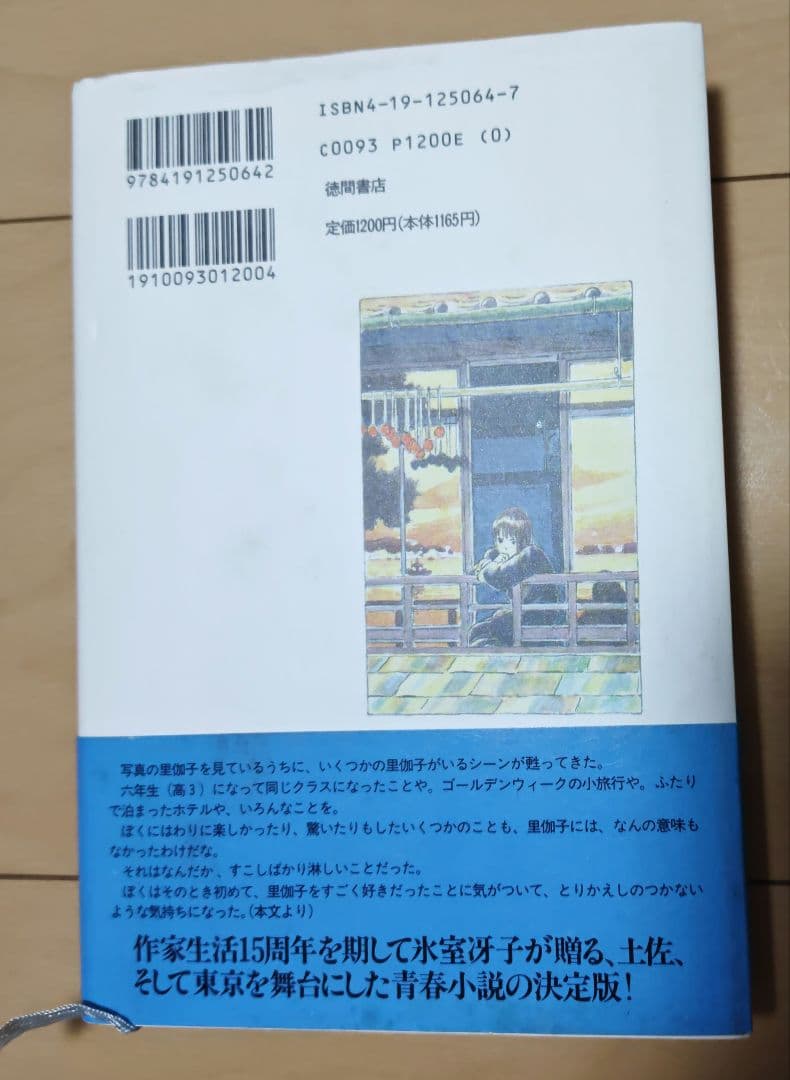 ISBN4-19-125064-7
C0093 P1200E (0)
徳間書店
定価1200円(本体1165円)
9784191250642
1910093012004
写真の里伽子を見ているうちに、いくつかの里伽子がいるシーンが甦ってきた。
六年生(高3)になって同じクラスになったことや。ゴールデンウィークの小旅行や。ふたり
で泊まったホテルや、いろんなことを。
ぼくにはわりに楽しかったり、驚いたりもしたいくつかのことも、里伽子には、なんの意味も
なかったわけだな。
それはなんだか、すこしばかり淋しいことだった。
ぼくはそのとき初めて、里伽子をすごく好きだったことに気がついて、とりかえしのつかない
ような気持ちになった。(本文より)
作家生活15周年を期して氷室冴子が贈る、土佐、
そして東京を舞台にした青春小説の決定版!